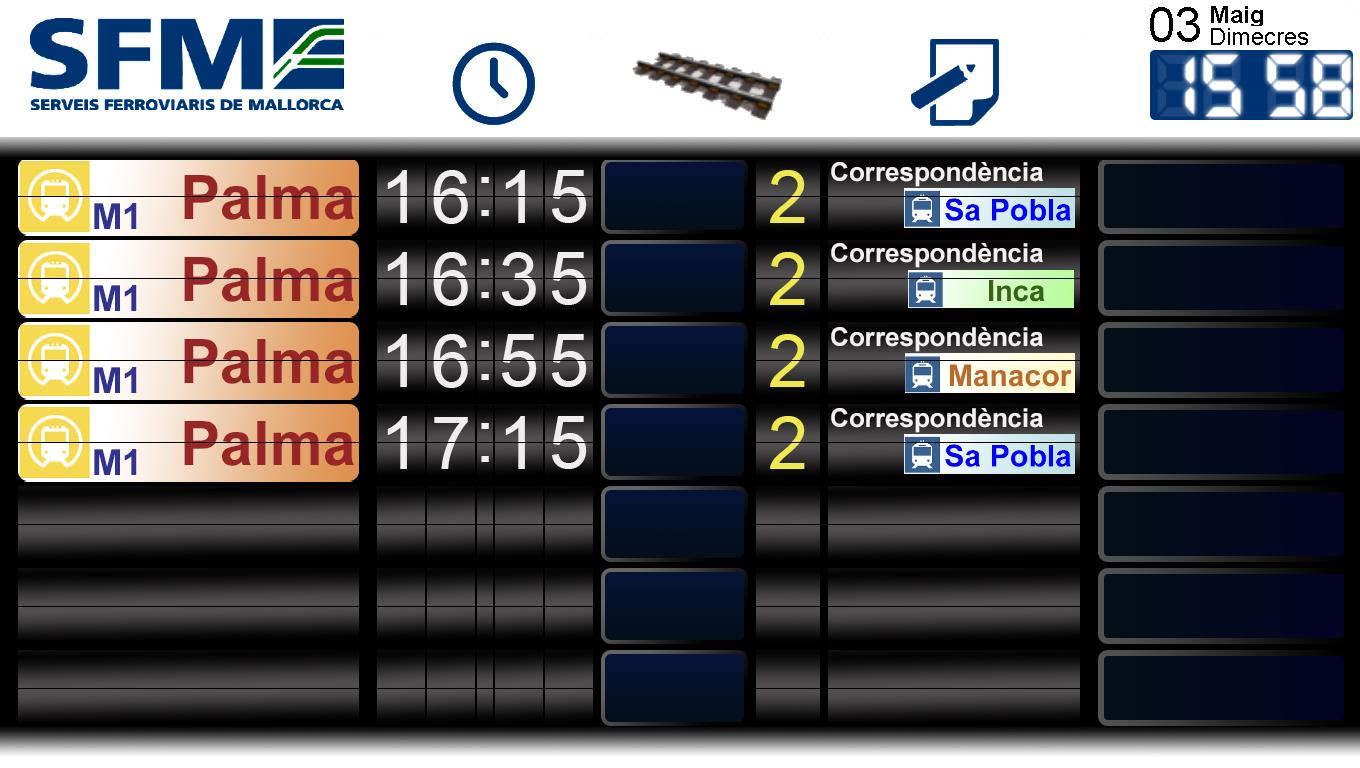 SFM
SERVEIS FERROVIARIS DE MALLORCA
03 Maig
Dimecres
15 58
M1 Palma 16:15 2 Correspondència
Sa Pobla
M1 Palma 16:35 2 Correspondència
Inca
M1 Palma 16:55 2 Correspondència
Manacor
M1 Palma 17:15 2 Correspondència
Sa Pobla